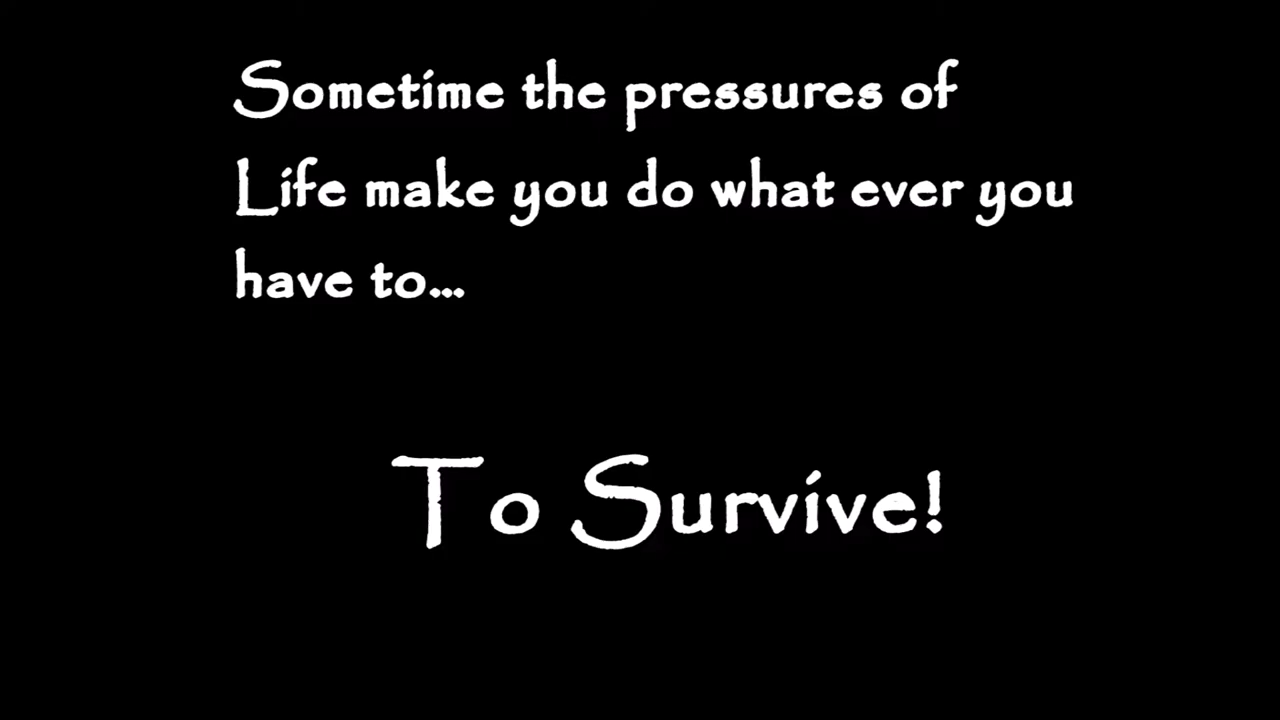 Sometime the pressures of
Life make you do what ever you
have to...
To Survive!